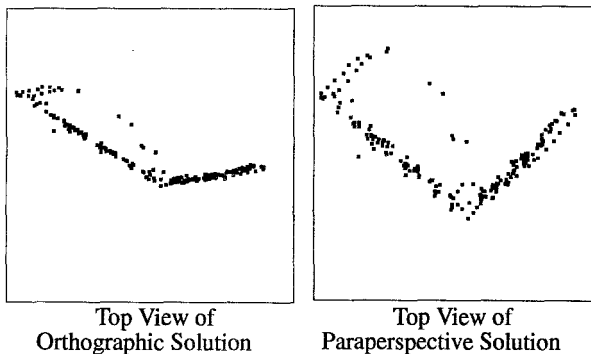 Top View of
Orthographic Solution
Top View of
Paraperspective Solution